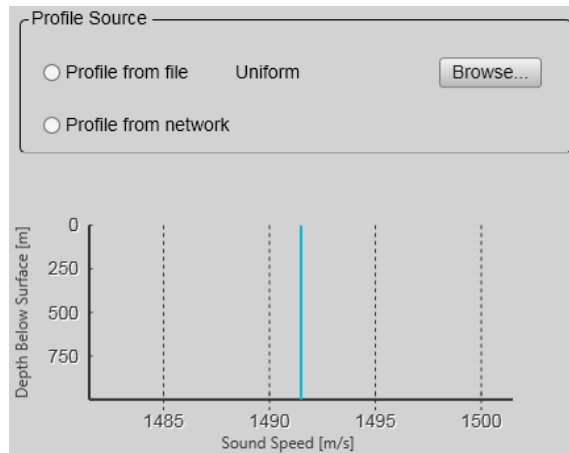 Profile Source
Profile from file Uniform Browse...
Profile from network
Depth Below Surface [m]
0
250
500
750
1485 1490 1495 1500
Sound Speed [m/s]